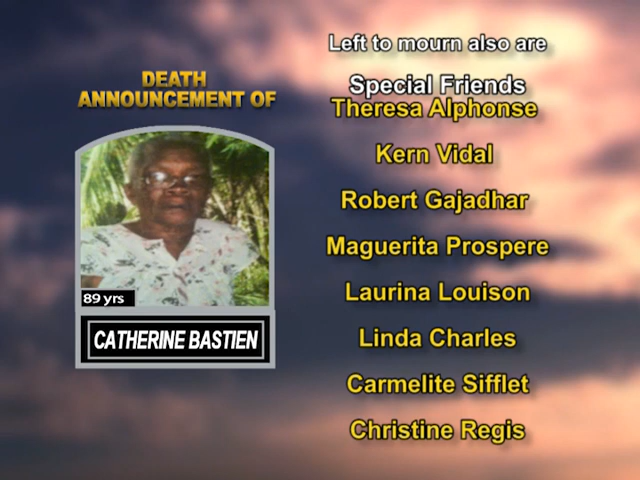 DEATH
ANNOUNCEMENT OF
89 yrs
CATHERINE BASTIEN
Left to mourn also are
Special Friends
Theresa Alphonse
Kern Vidal
Robert Gajadhar
Maguerita Prospere
Laurina Louison
Linda Charles
Carmelite Sifflet
Christine Regis